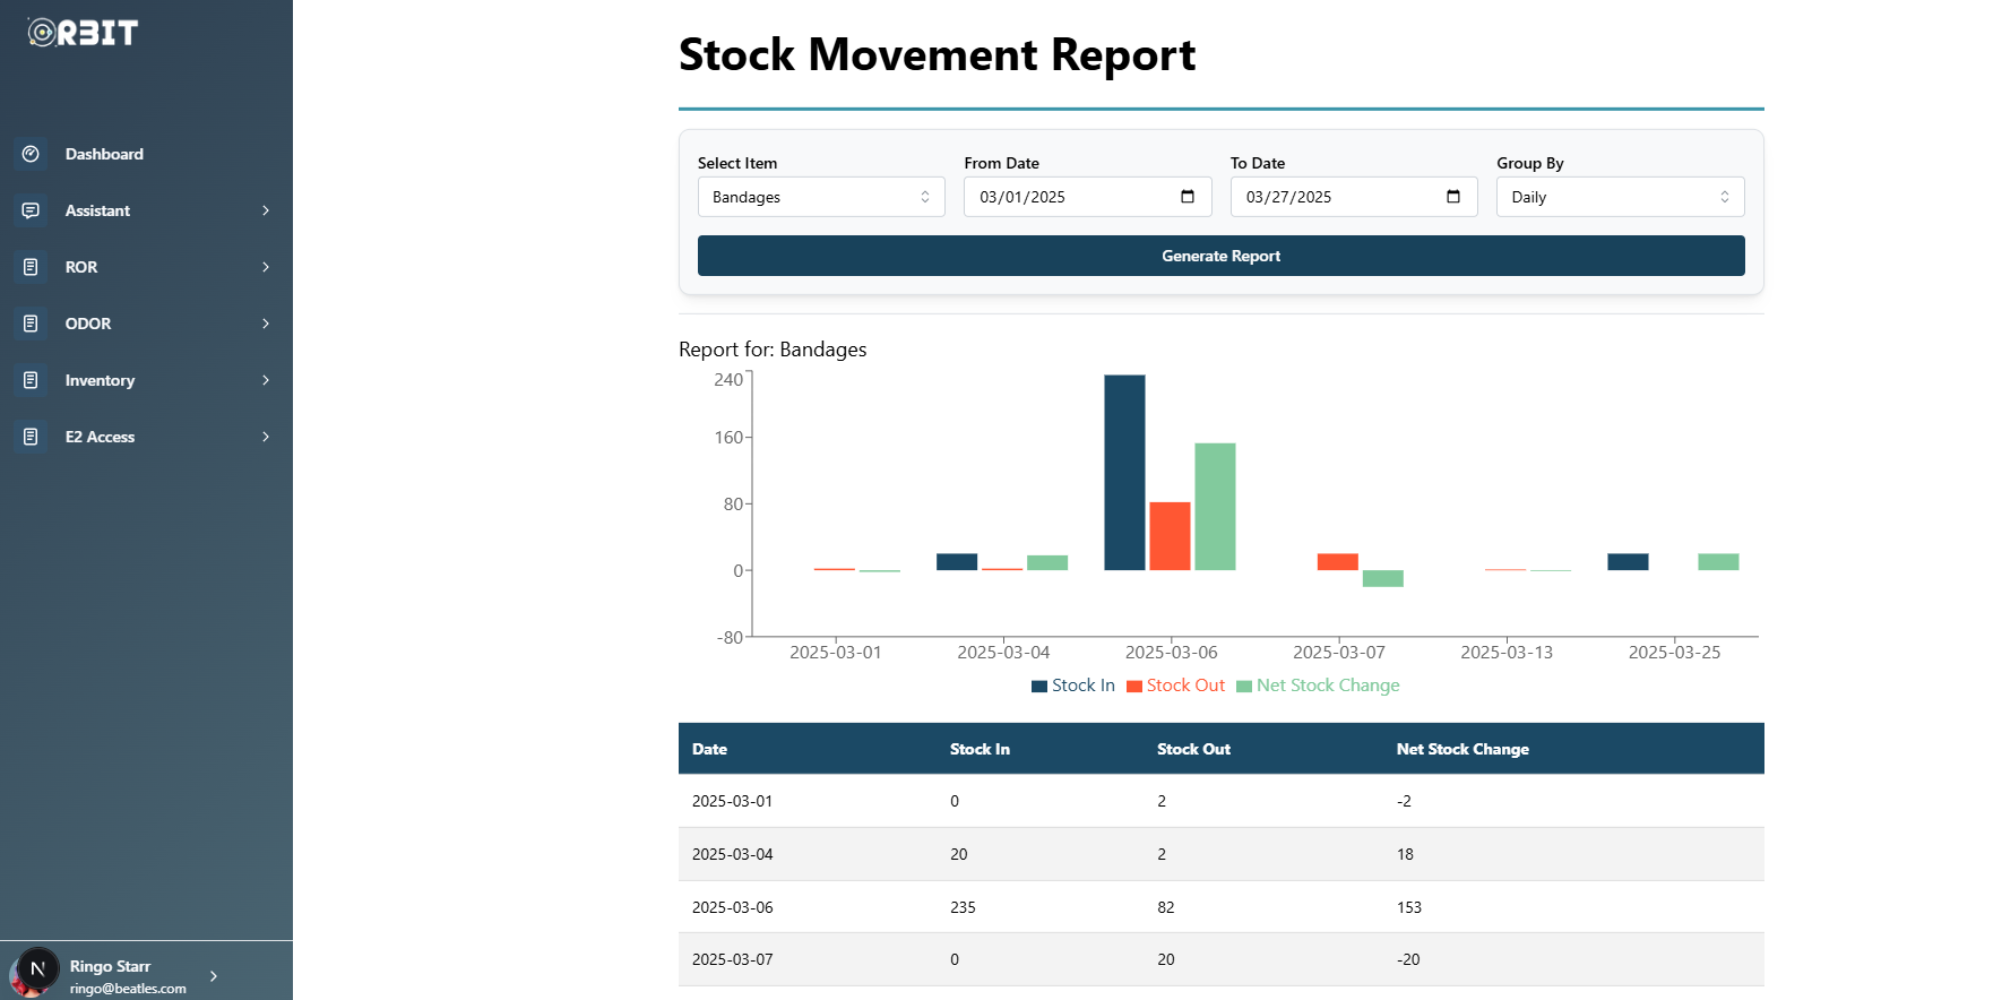 ORBIT
Dashboard
Assistant
ROR
ODOR
Inventory
E2 Access
N
Ringo Starr
ringo@beatles.com
Stock Movement Report
Select Item From Date To Date Group By
Bandages 03/01/2025 03/27/2025 Daily
Generate Report
Report for: Bandages
240
160
80
0
-80
2025-03-01 2025-03-04 2025-03-06 2025-03-07 2025-03-13 2025-03-25
Stock In Stock Out Net Stock Change
Date Stock In Stock Out Net Stock Change
2025-03-01 0 2 -2
2025-03-04 20 2 18
2025-03-06 235 82 153
2025-03-07 0 20 -20